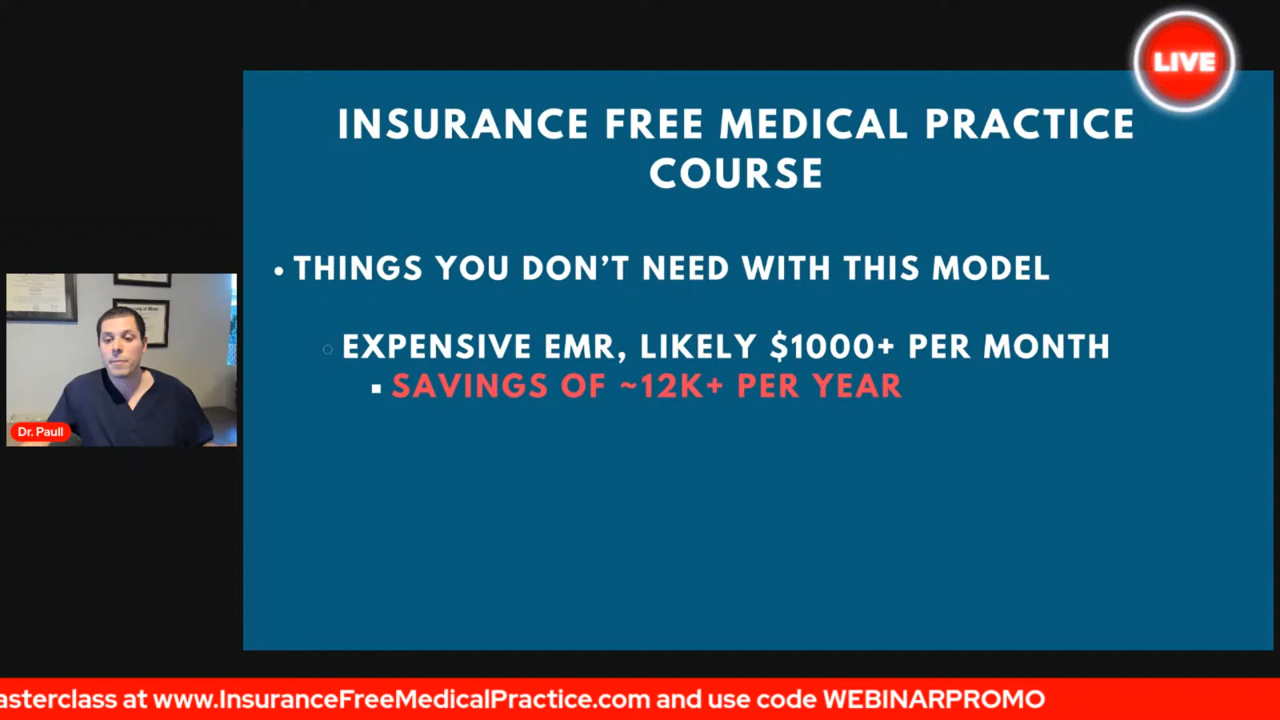 LIVE
INSURANCE FREE MEDICAL PRACTICE
COURSE
• THINGS YOU DON’T NEED WITH THIS MODEL
○ EXPENSIVE EMR, LIKELY $1000+ PER MONTH
▪ SAVINGS OF ~12K+ PER YEAR
Dr. Paull
asterclass at www.InsuranceFreeMedicalPractice.com and use code WEBINARPROMO